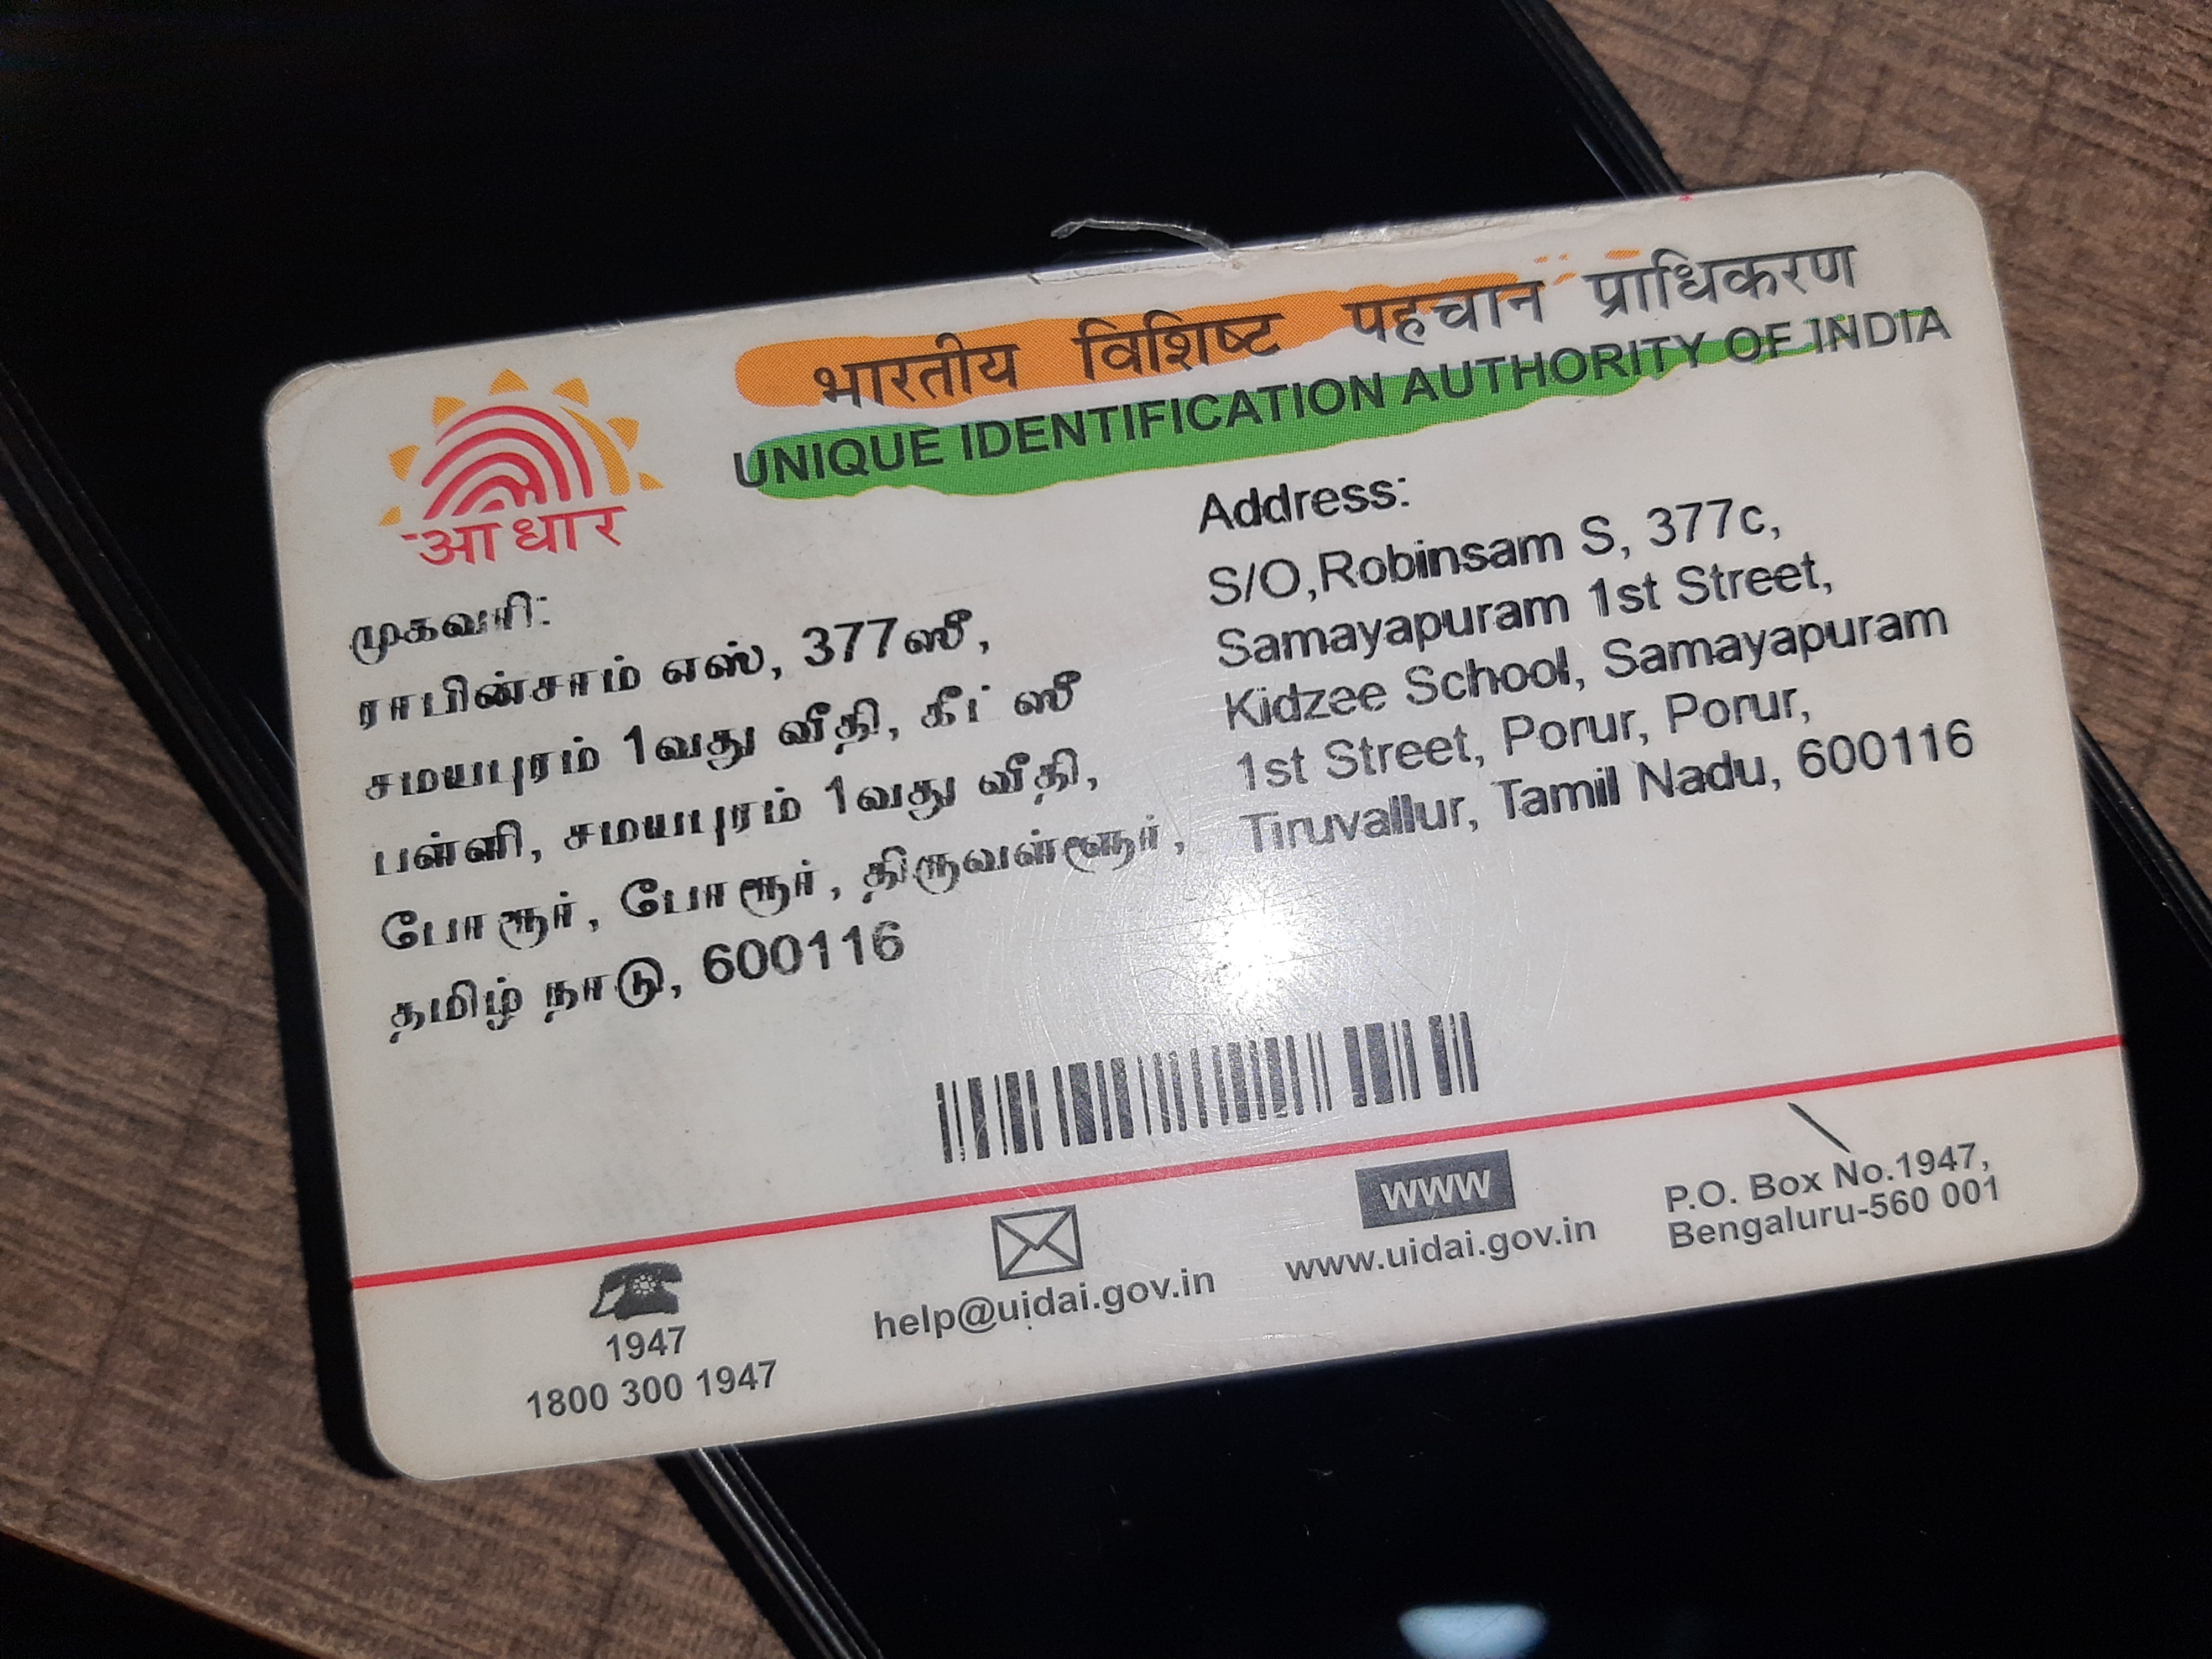 भारतीय विशिष्ट पहचान प्राधिकरण
UNIQUE IDENTIFICATION AUTHORITY OF INDIA
आधार
முகவரி:
ராபின்சாம் எஸ், 377ஸீ,
சமயபுரம் 1வது வீதி, கீட் ஸீ
பள்ளி, சமயபுரம் 1வது வீதி,
போரூர், போரூர், திருவள்ளூர்,
தமிழ் நாடு, 600116
Address:
S/O,Robinsam S, 377c,
Samayapuram 1st Street,
Kidzee School, Samayapuram
1st Street, Porur, Porur,
Tiruvallur, Tamil Nadu, 600116
1947
1800 300 1947
help@uidai.gov.in
www
www.uidai.gov.in
P.O. Box No.1947,
Bengaluru-560 001